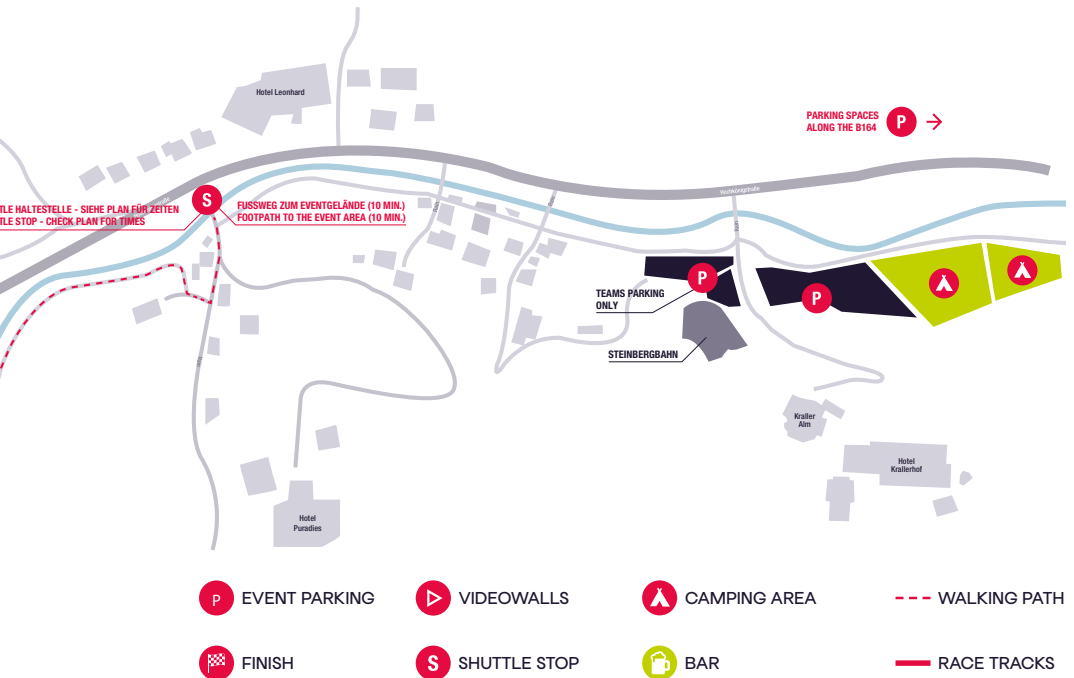 Hotel Leonhard
PARKING SPACES
ALONG THE B164
P
Hochkönigstraße
S
TLE HALTESTELLE - SIEHE PLAN FÜR ZEITEN
TLE STOP - CHECK PLAN FOR TIMES
FUSSWEG ZUM EVENTGELÄNDE (10 MIN.)
FOOTPATH TO THE EVENT AREA (10 MIN.)
P
P
TEAMS PARKING
ONLY
STEINBERGBAHN
Kraller
Alm
Hotel
Krallerhof
Hotel
Puradies
P EVENT PARKING
VIDEOWALLS
CAMPING AREA
WALKING PATH
FINISH
S SHUTTLE STOP
BAR
RACE TRACKS